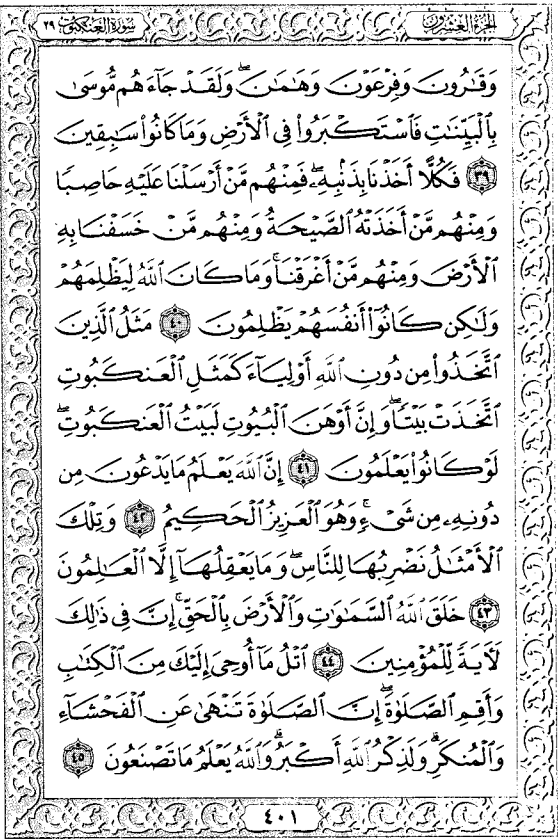 الجزء العشرون
سورة العنكبوت ٢٩
وَقَٰرُونَ وَفِرْعَوْنَ وَهَٰمَٰنَ ۖ وَلَقَدْ جَآءَهُم مُّوسَىٰ
بِٱلْبَيِّنَٰتِ فَٱسْتَكْبَرُوا۟ فِى ٱلْأَرْضِ وَمَا كَانُوا۟ سَٰبِقِينَ
٣٩ فَكُلًّا أَخَذْنَا بِذَنۢبِهِۦ ۖ فَمِنْهُم مَّنْ أَرْسَلْنَا عَلَيْهِ حَاصِبًا
وَمِنْهُم مَّنْ أَخَذَتْهُ ٱلصَّيْحَةُ وَمِنْهُم مَّنْ خَسَفْنَا بِهِ
ٱلْأَرْضَ وَمِنْهُم مَّنْ أَغْرَقْنَا ۚ وَمَا كَانَ ٱللَّهُ لِيَظْلِمَهُمْ
وَلَٰكِن كَانُوٓا۟ أَنفُسَهُمْ يَظْلِمُونَ ٤٠ مَثَلُ ٱلَّذِينَ
ٱتَّخَذُوا۟ مِن دُونِ ٱللَّهِ أَوْلِيَآءَ كَمَثَلِ ٱلْعَنكَبُوتِ
ٱتَّخَذَتْ بَيْتًا ۖ وَإِنَّ أَوْهَنَ ٱلْبُيُوتِ لَبَيْتُ ٱلْعَنكَبُوتِ ۖ
لَوْ كَانُوا۟ يَعْلَمُونَ ٤١ إِنَّ ٱللَّهَ يَعْلَمُ مَا يَدْعُونَ مِن
دُونِهِۦ مِن شَىْءٍ ۚ وَهُوَ ٱلْعَزِيزُ ٱلْحَكِيمُ ٤٢ وَتِلْكَ
ٱلْأَمْثَٰلُ نَضْرِبُهَا لِلنَّاسِ ۖ وَمَا يَعْقِلُهَآ إِلَّا ٱلْعَٰلِمُونَ
٤٣ خَلَقَ ٱللَّهُ ٱلسَّمَٰوَٰتِ وَٱلْأَرْضَ بِٱلْحَقِّ ۚ إِنَّ فِى ذَٰلِكَ
لَءَايَةً لِّلْمُؤْمِنِينَ ٤٤ ٱتْلُ مَآ أُوحِىَ إِلَيْكَ مِنَ ٱلْكِتَٰبِ
وَأَقِمِ ٱلصَّلَوٰةَ ۖ إِنَّ ٱلصَّلَوٰةَ تَنْهَىٰ عَنِ ٱلْفَحْشَآءِ
وَٱلْمُنكَرِ ۗ وَلَذِكْرُ ٱللَّهِ أَكْبَرُ ۗ وَٱللَّهُ يَعْلَمُ مَا تَصْنَعُونَ ٤٥
٤٠١